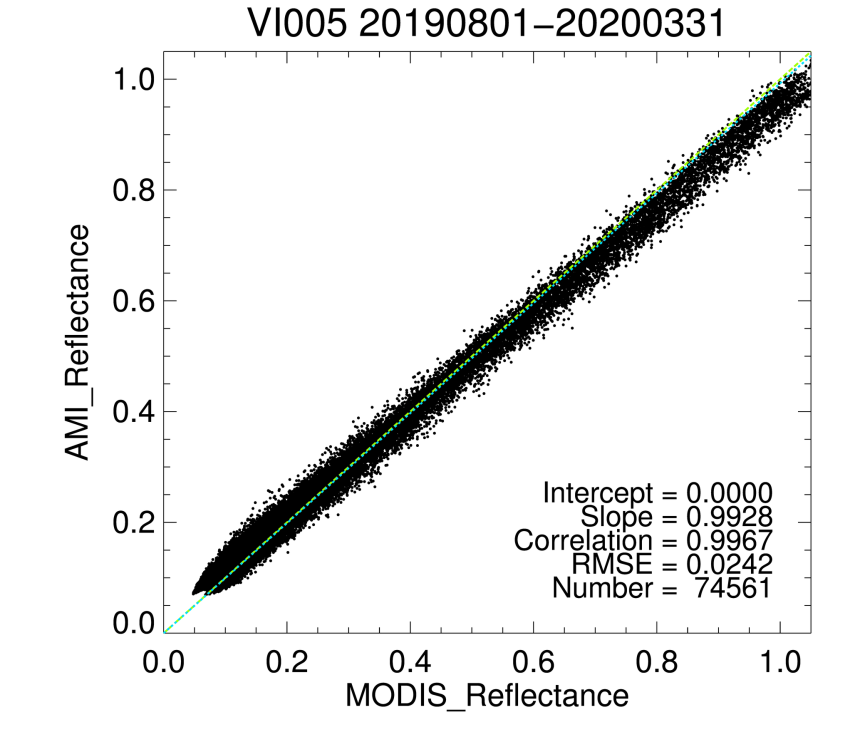 VI005 20190801−20200331
1.0
0.8
0.6
0.4
0.2
0.0
AMI_Reflectance
Intercept = 0.0000
Slope = 0.9928
Correlation = 0.9967
RMSE = 0.0242
Number = 74561
0.0 0.2 0.4 0.6 0.8 1.0
MODIS_Reflectance